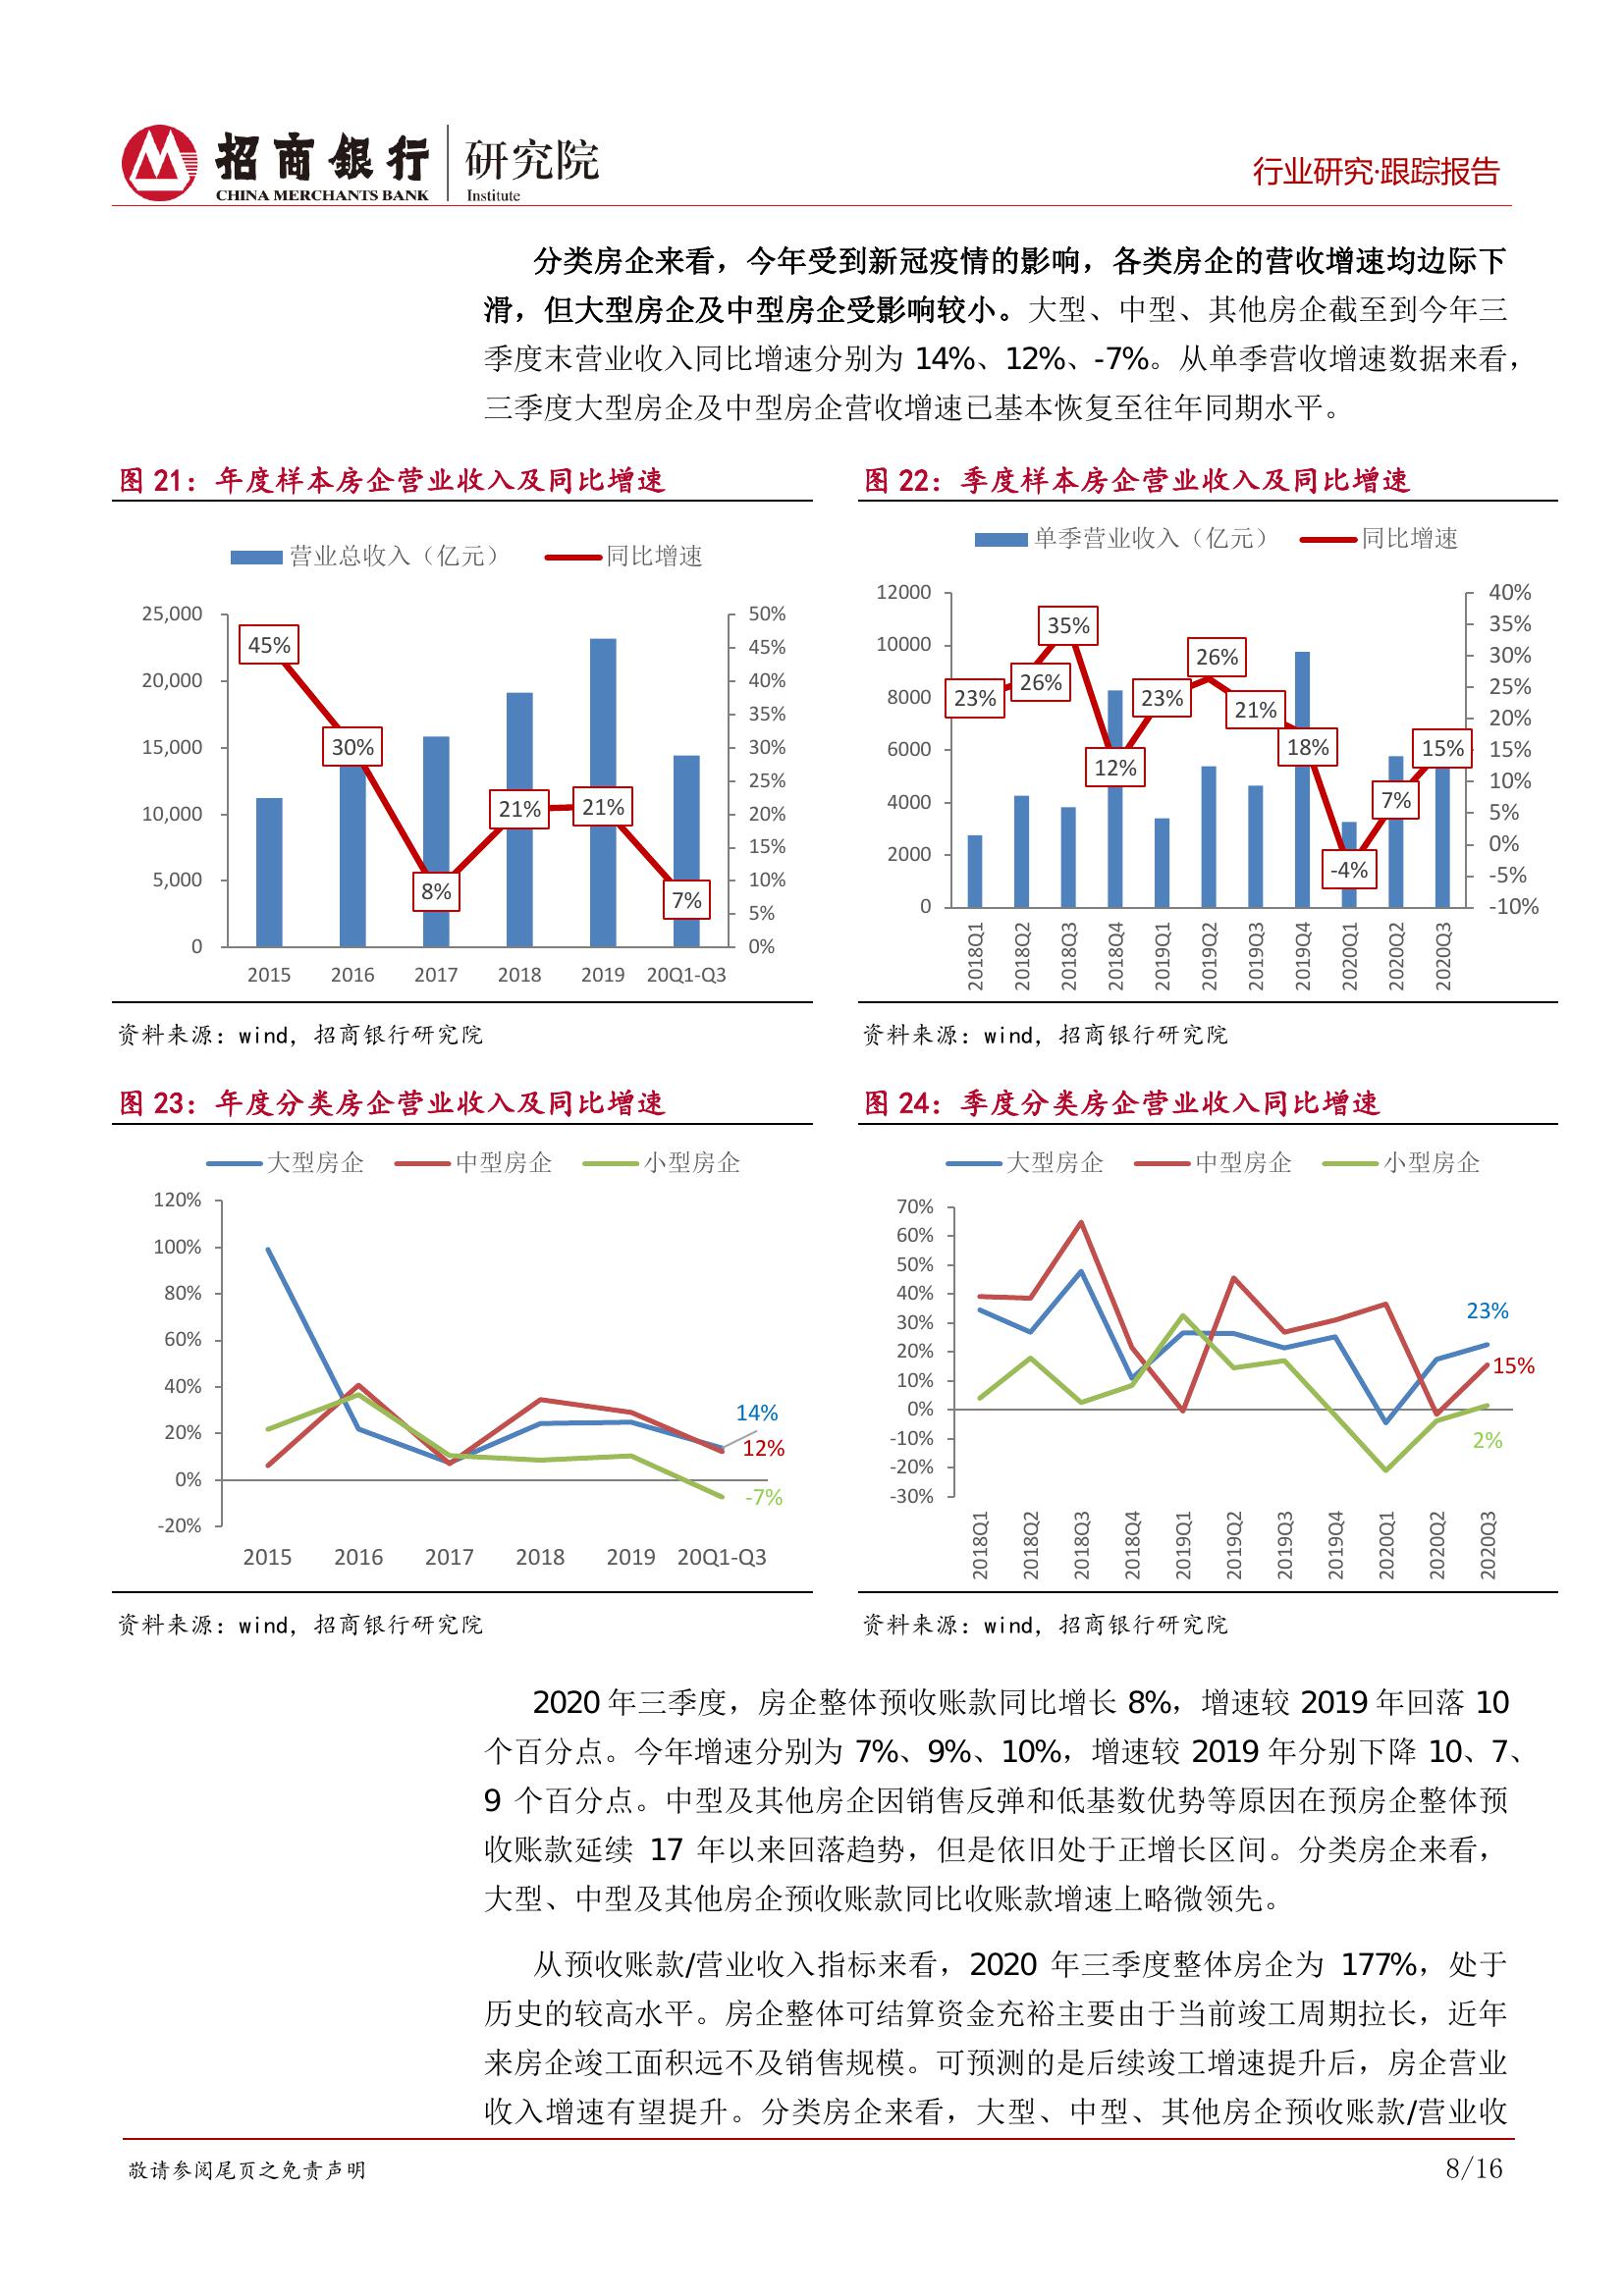 招商银行 研究院
CHINA MERCHANTS BANK Institute
行业研究·跟踪报告
分类房企来看，今年受到新冠疫情的影响，各类房企的营收增速均边际下
滑，但大型房企及中型房企受影响较小。大型、中型、其他房企截至到今年三
季度末营业收入同比增速分别为 14%、12%、-7%。从单季营收增速数据来看，
三季度大型房企及中型房企营收增速已基本恢复至往年同期水平。
图 21：年度样本房企营业收入及同比增速
营业总收入（亿元） 同比增速
25,000
20,000
15,000
10,000
5,000
0
50%
45%
40%
35%
30%
25%
20%
15%
10%
5%
0%
45%
30%
8%
21%
21%
7%
2015 2016 2017 2018 2019 20Q1-Q3
资料来源：wind，招商银行研究院
图 22：季度样本房企营业收入及同比增速
单季营业收入（亿元） 同比增速
12000
10000
8000
6000
4000
2000
0
40%
35%
30%
25%
20%
15%
10%
5%
0%
-5%
-10%
23%
26%
35%
12%
23%
26%
21%
18%
-4%
7%
15%
2018Q1 2018Q2 2018Q3 2018Q4 2019Q1 2019Q2 2019Q3 2019Q4 2020Q1 2020Q2 2020Q3
资料来源：wind，招商银行研究院
图 23：年度分类房企营业收入及同比增速
大型房企 中型房企 小型房企
120%
100%
80%
60%
40%
20%
0%
-20%
14%
12%
-7%
2015 2016 2017 2018 2019 20Q1-Q3
资料来源：wind，招商银行研究院
图 24：季度分类房企营业收入同比增速
大型房企 中型房企 小型房企
70%
60%
50%
40%
30%
20%
10%
0%
-10%
-20%
-30%
23%
15%
2%
2018Q1 2018Q2 2018Q3 2018Q4 2019Q1 2019Q2 2019Q3 2019Q4 2020Q1 2020Q2 2020Q3
资料来源：wind，招商银行研究院
2020 年三季度，房企整体预收账款同比增长 8%，增速较 2019 年回落 10
个百分点。今年增速分别为 7%、9%、10%，增速较 2019 年分别下降 10、7、
9 个百分点。中型及其他房企因销售反弹和低基数优势等原因在预房企整体预
收账款延续 17 年以来回落趋势，但是依旧处于正增长区间。分类房企来看，
大型、中型及其他房企预收账款同比收账款增速上略微领先。
从预收账款/营业收入指标来看，2020 年三季度整体房企为 177%，处于
历史的较高水平。房企整体可结算资金充裕主要由于当前竣工周期拉长，近年
来房企竣工面积远不及销售规模。可预测的是后续竣工增速提升后，房企营业
收入增速有望提升。分类房企来看，大型、中型、其他房企预收账款/营业收
敬请参阅尾页之免责声明
8/16